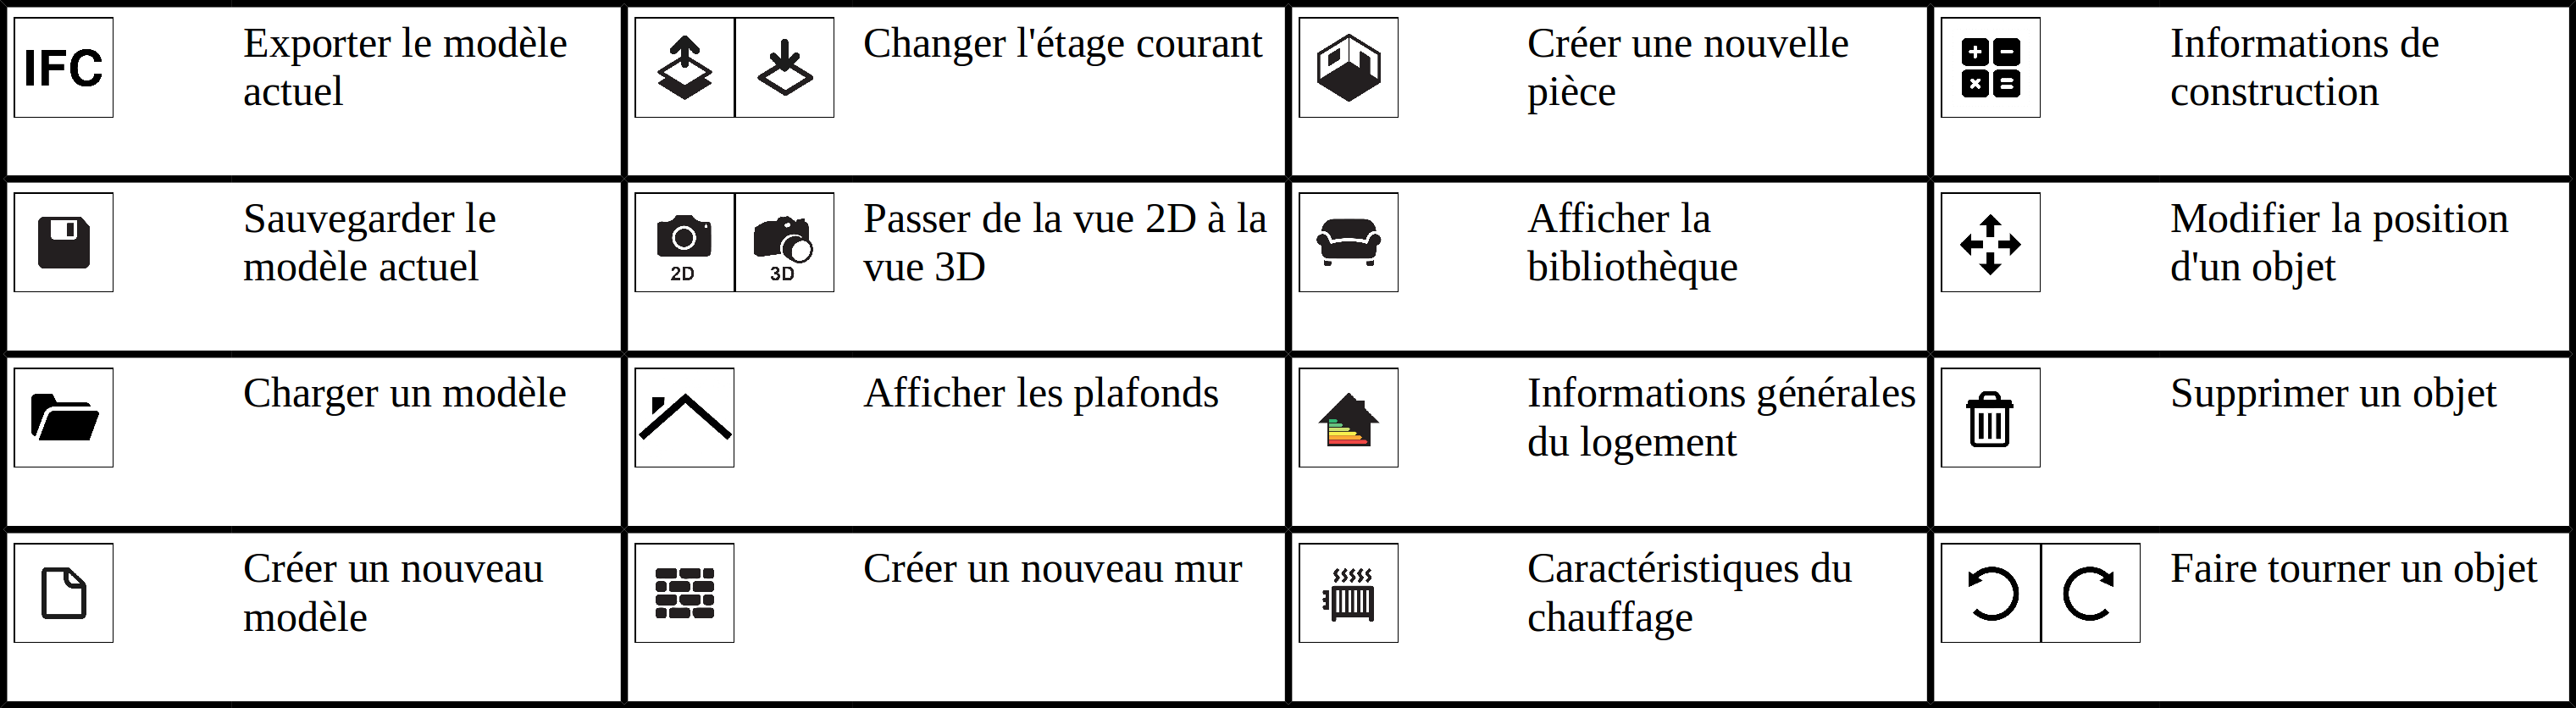 IFC
Exporter le modèle
actuel
Changer l'étage courant
Créer une nouvelle
pièce
Informations de
construction
Sauvegarder le
modèle actuel
2D
3D
Passer de la vue 2D à la
vue 3D
Afficher la
bibliothèque
Modifier la position
d'un objet
Charger un modèle
Afficher les plafonds
Informations générales
du logement
Supprimer un objet
Créer un nouveau
modèle
Créer un nouveau mur
Caractéristiques du
chauffage
Faire tourner un objet